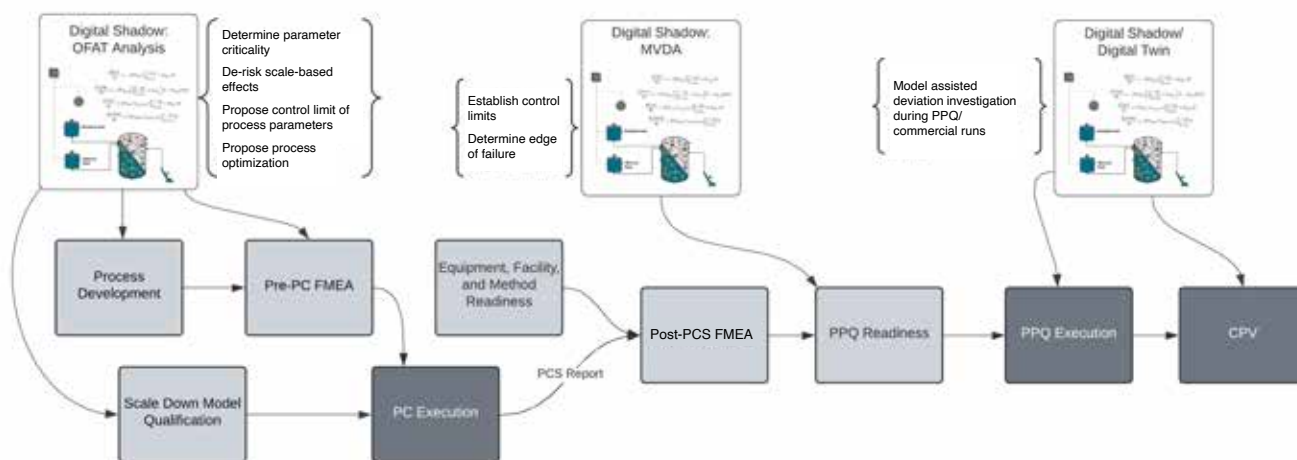 Digital Shadow:
OFAT Analysis
Determine parameter
criticality
De-risk scale-based
effects
Propose control limit of
process parameters
Propose process
optimization
Establish control
limits
Determine edge
of failure
Digital Shadow:
MVDA
Model assisted
deviation investigation
during PPQ/
commercial runs
Digital Shadow/
Digital Twin
Process
Development
Pre-PC FMEA
Equipment, Facility,
and Method
Readiness
Post-PCS FMEA
PPQ Readiness
PPQ Execution
CPV
PCS Report
Scale Down Model
Qualification
PC Execution